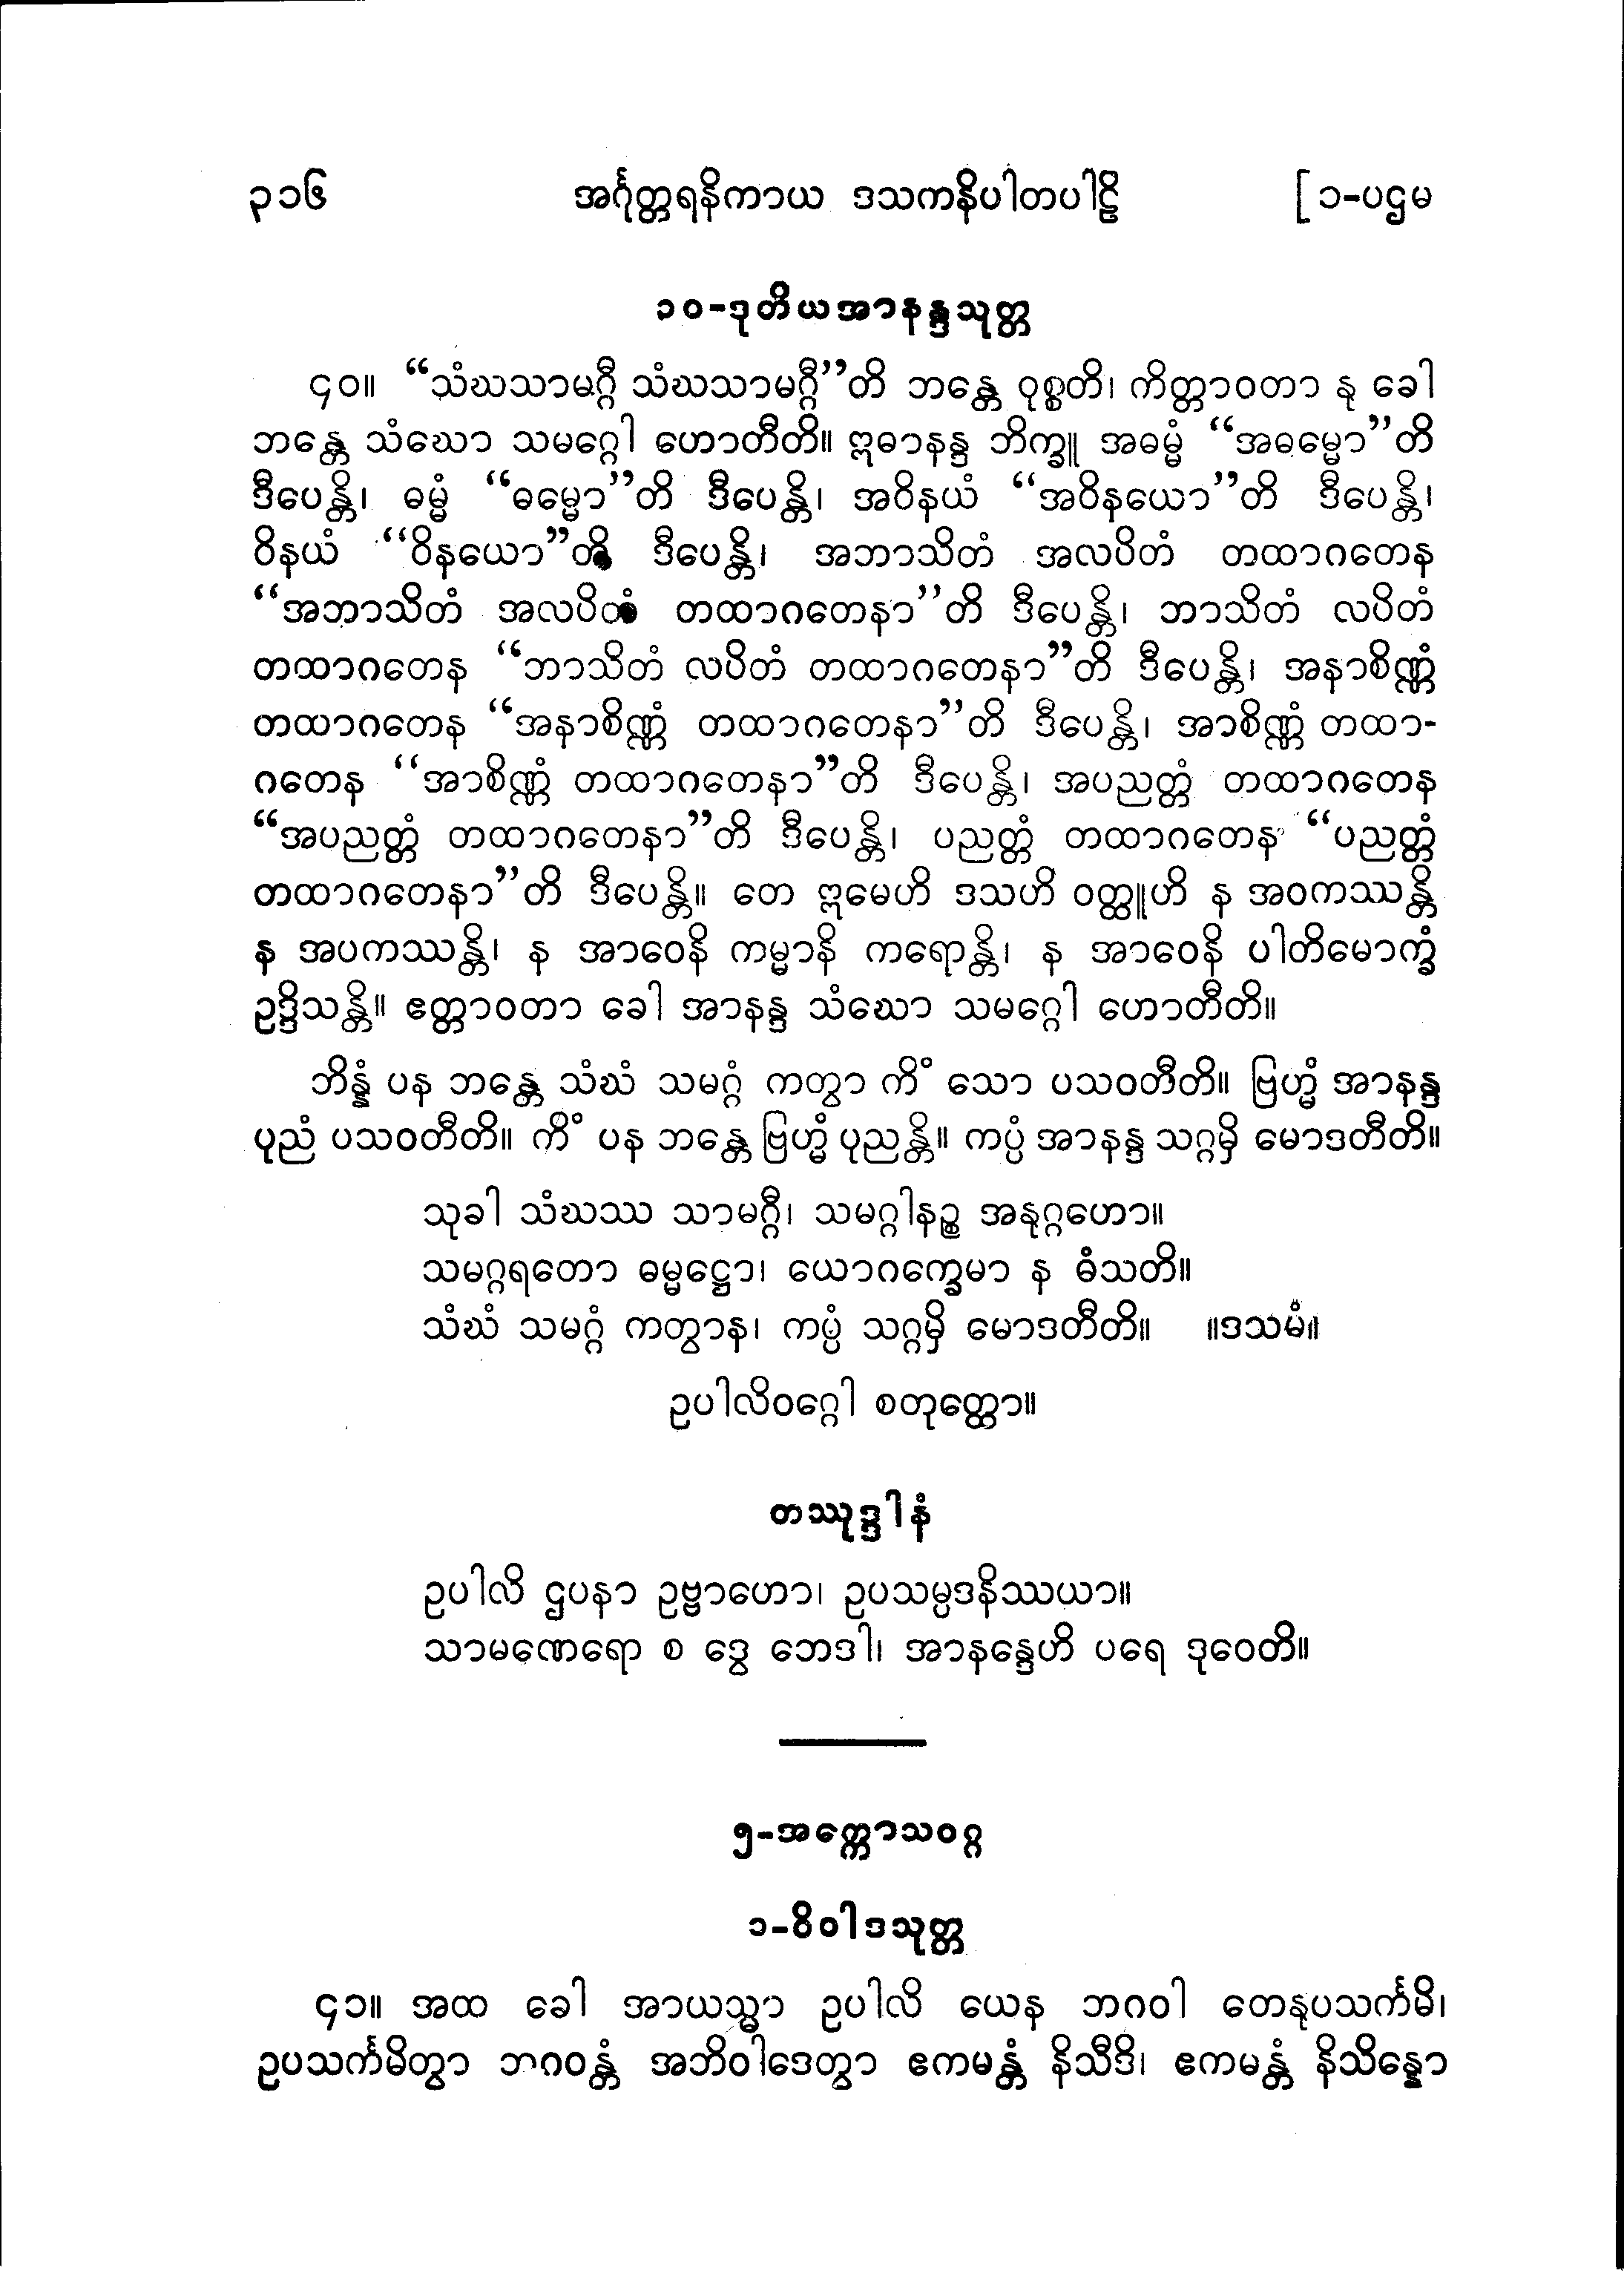 ၃၁၆ အင်္ဂုတ္တရနိကာယ ဒသကနိပါတပါဠိ [ ၁-ပဌမ
၁၀-ဒုတိယအာနန္ဒသုတ္တ
၄၀။ “သံဃသာမဂ္ဂီ သံဃသာမဂ္ဂီ”တိ ဘန္တေ ဝုစ္စတိ၊ ကိတ္တာဝတာ နု ခေါ
ဘန္တေ သံဃော သမဂ္ဂေါ ဟောတီတိ။ ဣဓာနန္ဒ ဘိက္ခူ အဓမ္မံ “အဓမ္မော”တိ
ဒီပေန္တိ၊ ဓမ္မံ “ဓမ္မော”တိ ဒီပေန္တိ၊ အဝိနယံ “အဝိနယော”တိ ဒီပေန္တိ၊
ဝိနယံ “ဝိနယော”တိ ဒီပေန္တိ၊ အဘာသိတံ အလပိတံ တထာဂတေန
“အဘာသိတံ အလပိတံ တထာဂတေနာ”တိ ဒီပေန္တိ၊ ဘာသိတံ လပိတံ
တထာဂတေန “ဘာသိတံ လပိတံ တထာဂတေနာ”တိ ဒီပေန္တိ၊ အနာစိဏ္ဏံ
တထာဂတေန “အနာစိဏ္ဏံ တထာဂတေနာ”တိ ဒီပေန္တိ၊ အာစိဏ္ဏံ တထာ-
ဂတေန “အာစိဏ္ဏံ တထာဂတေနာ”တိ ဒီပေန္တိ၊ အပညတ္တံ တထာဂတေန
“အပညတ္တံ တထာဂတေနာ”တိ ဒီပေန္တိ၊ ပညတ္တံ တထာဂတေန “ပညတ္တံ
တထာဂတေနာ”တိ ဒီပေန္တိ။ တေ ဣမေဟိ ဒသဟိ ဝတ္ထူဟိ န အဝကဿန္တိ
န အပကဿန္တိ၊ န အာဝေနိ ကမ္မာနိ ကရောန္တိ၊ န အာဝေနိ ပါတိမောက္ခံ
ဥဒ္ဒိသန္တိ။ ဧတ္တာဝတာ ခေါ အာနန္ဒ သံဃော သမဂ္ဂေါ ဟောတီတိ။
ဘိန္နံ ပန ဘန္တေ သံဃံ သမဂ္ဂံ ကတွာ ကိံ သော ပသဝတီတိ။ ဗြဟ္မံ အာနန္ဒ
ပုညံ ပသဝတီတိ။ ကိံ ပန ဘန္တေ ဗြဟ္မံ ပုညန္တိ။ ကပ္ပံ အာနန္ဒ သဂ္ဂမှိ မောဒတီတိ။
သုခါ သံဃဿ သာမဂ္ဂီ၊ သမဂ္ဂါနဉ္စ အနုဂ္ဂဟော။
သမဂ္ဂရတော ဓမ္မဋ္ဌော၊ ယောဂက္ခေမာ န ဓံသတိ။
သံဃံ သမဂ္ဂံ ကတွာန၊ ကပ္ပံ သဂ္ဂမှိ မောဒတီတိ။ ။ဒသမံ။
ဥပါလိဝဂ္ဂေါ စတုတ္ထော။
တဿုဒ္ဒါနံ
ဥပါလိ ဌပနာ ဥဗ္ဗာဟော၊ ဥပသမ္ပဒနိဿယာ။
သာမဏေရော စ ဒွေ ဘေဒါ၊ အာနန္ဒေဟိ ပရေ ဒုဝေတိ။
၅-အက္ကောသဝဂ္ဂ
၁-ဝိဝါဒသုတ္တ
၄၁။ အထ ခေါ အာယသ္မာ ဥပါလိ ယေန ဘဂဝါ တေနုပသင်္ကမိ၊
ဥပသင်္ကမိတွာ ဘဂဝန္တံ အဘိဝါဒေတွာ ဧကမန္တံ နိသီဒိ၊ ဧကမန္တံ နိသိန္နော